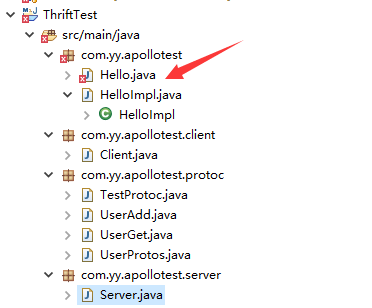 ThriftTest
src/main/java
com.yy.apollotest
Hello.java
HelloImpl.java
HelloImpl
com.yy.apollotest.client
Client.java
com.yy.apollotest.protoc
TestProtoc.java
UserAdd.java
UserGet.java
UserProtos.java
com.yy.apollotest.server
Server.java